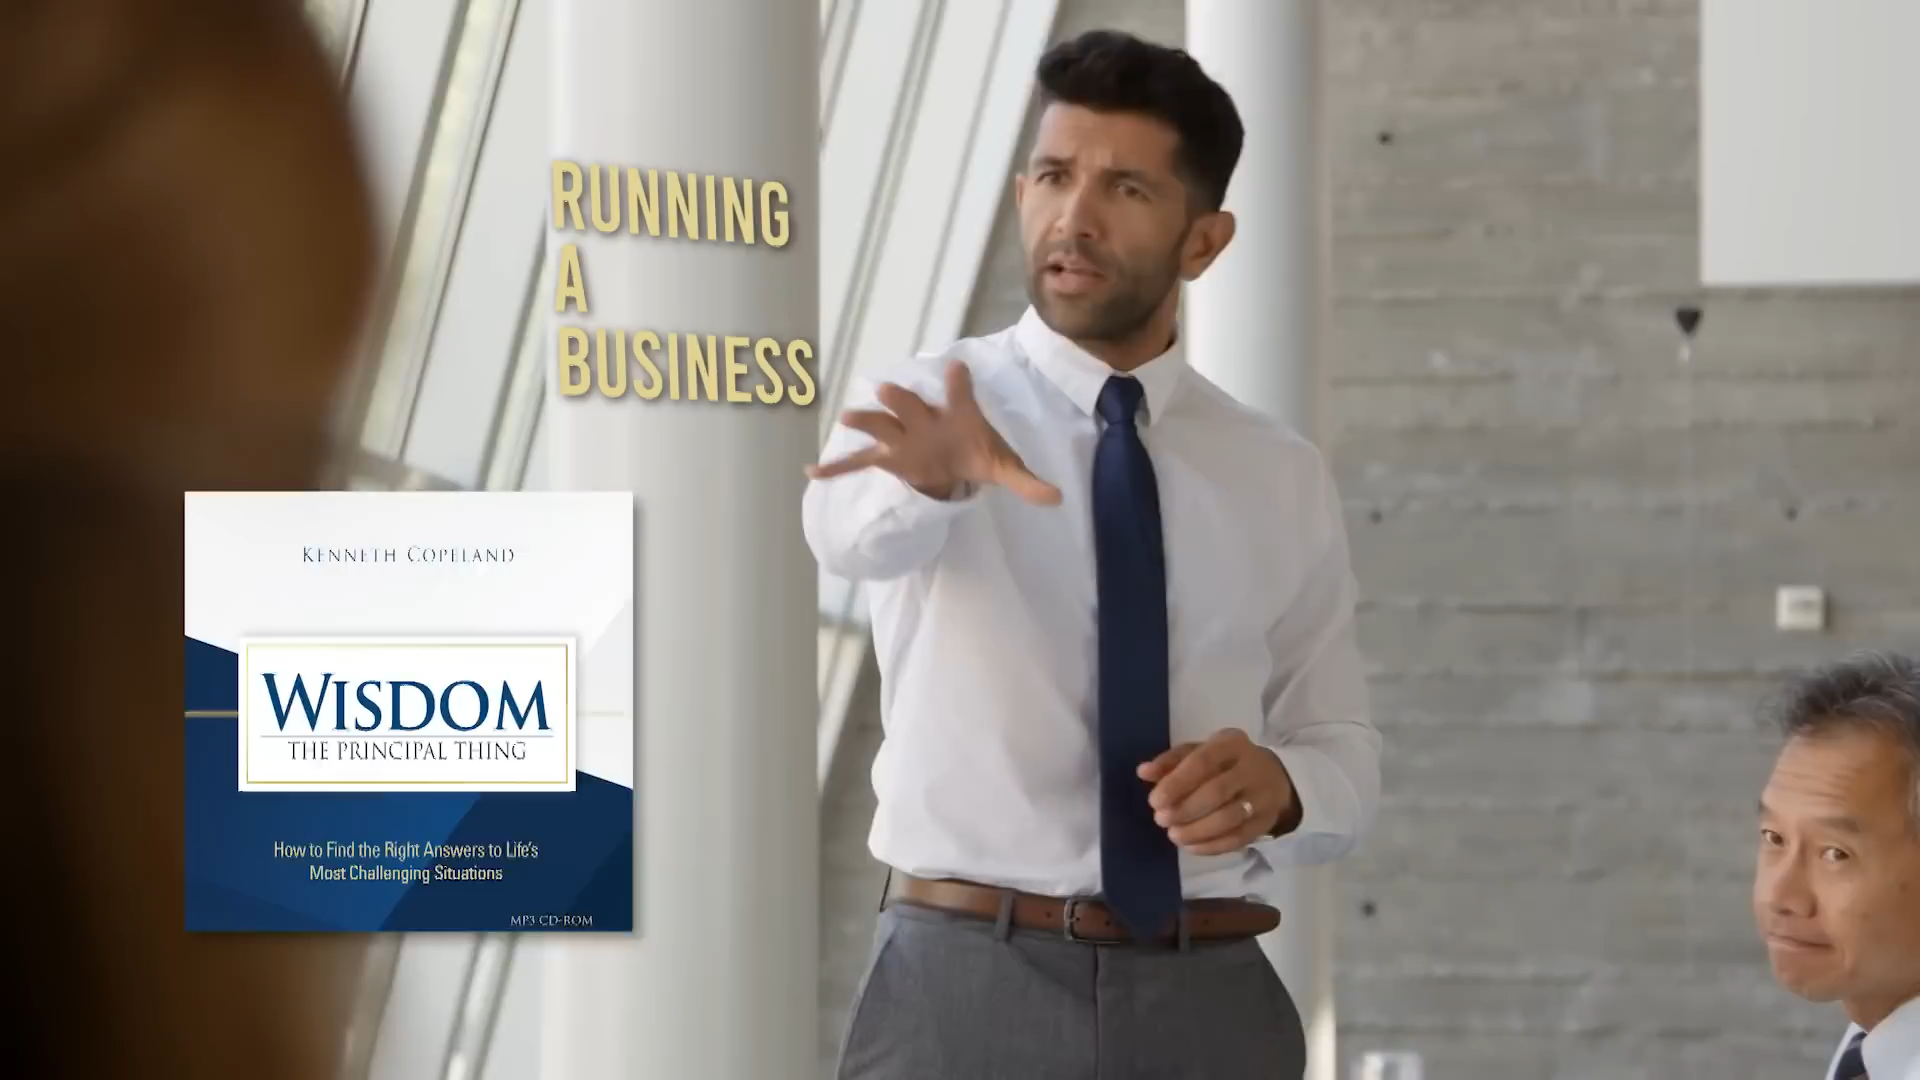 RUNNING
A
BUSINESS
KENNETH COPELAND
WISDOM
THE PRINCIPAL THING
How to Find the Right Answers to Life's
Most Challenging Situations
MP3 CD-ROM